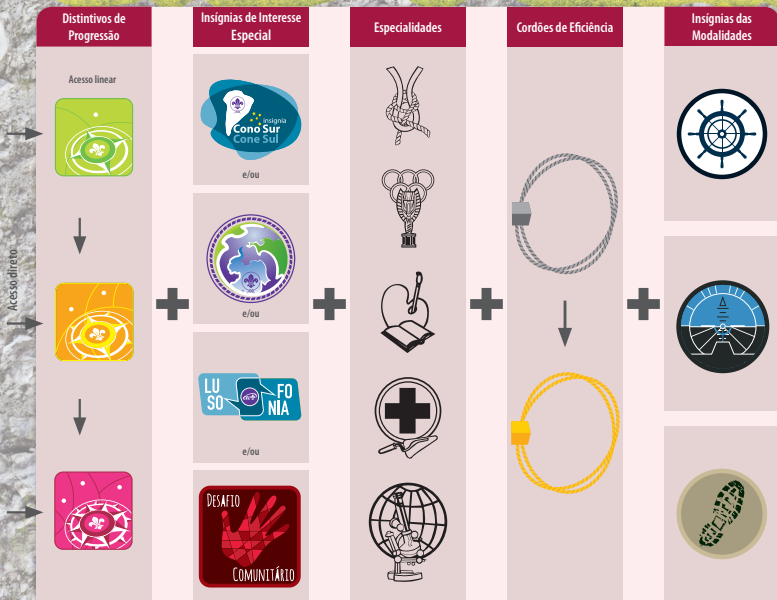 Distintivos de
Progressão
Insígnias de Interesse
Especial
Especialidades
Cordões de Eficiência
Insígnias das
Modalidades
Acesso linear
Acesso direto
insignia
Cono Sur
Cone Sul
e/ou
e/ou
LU
SO
FO
NIA
e/ou
DESAFIO
COMUNITÁRIO